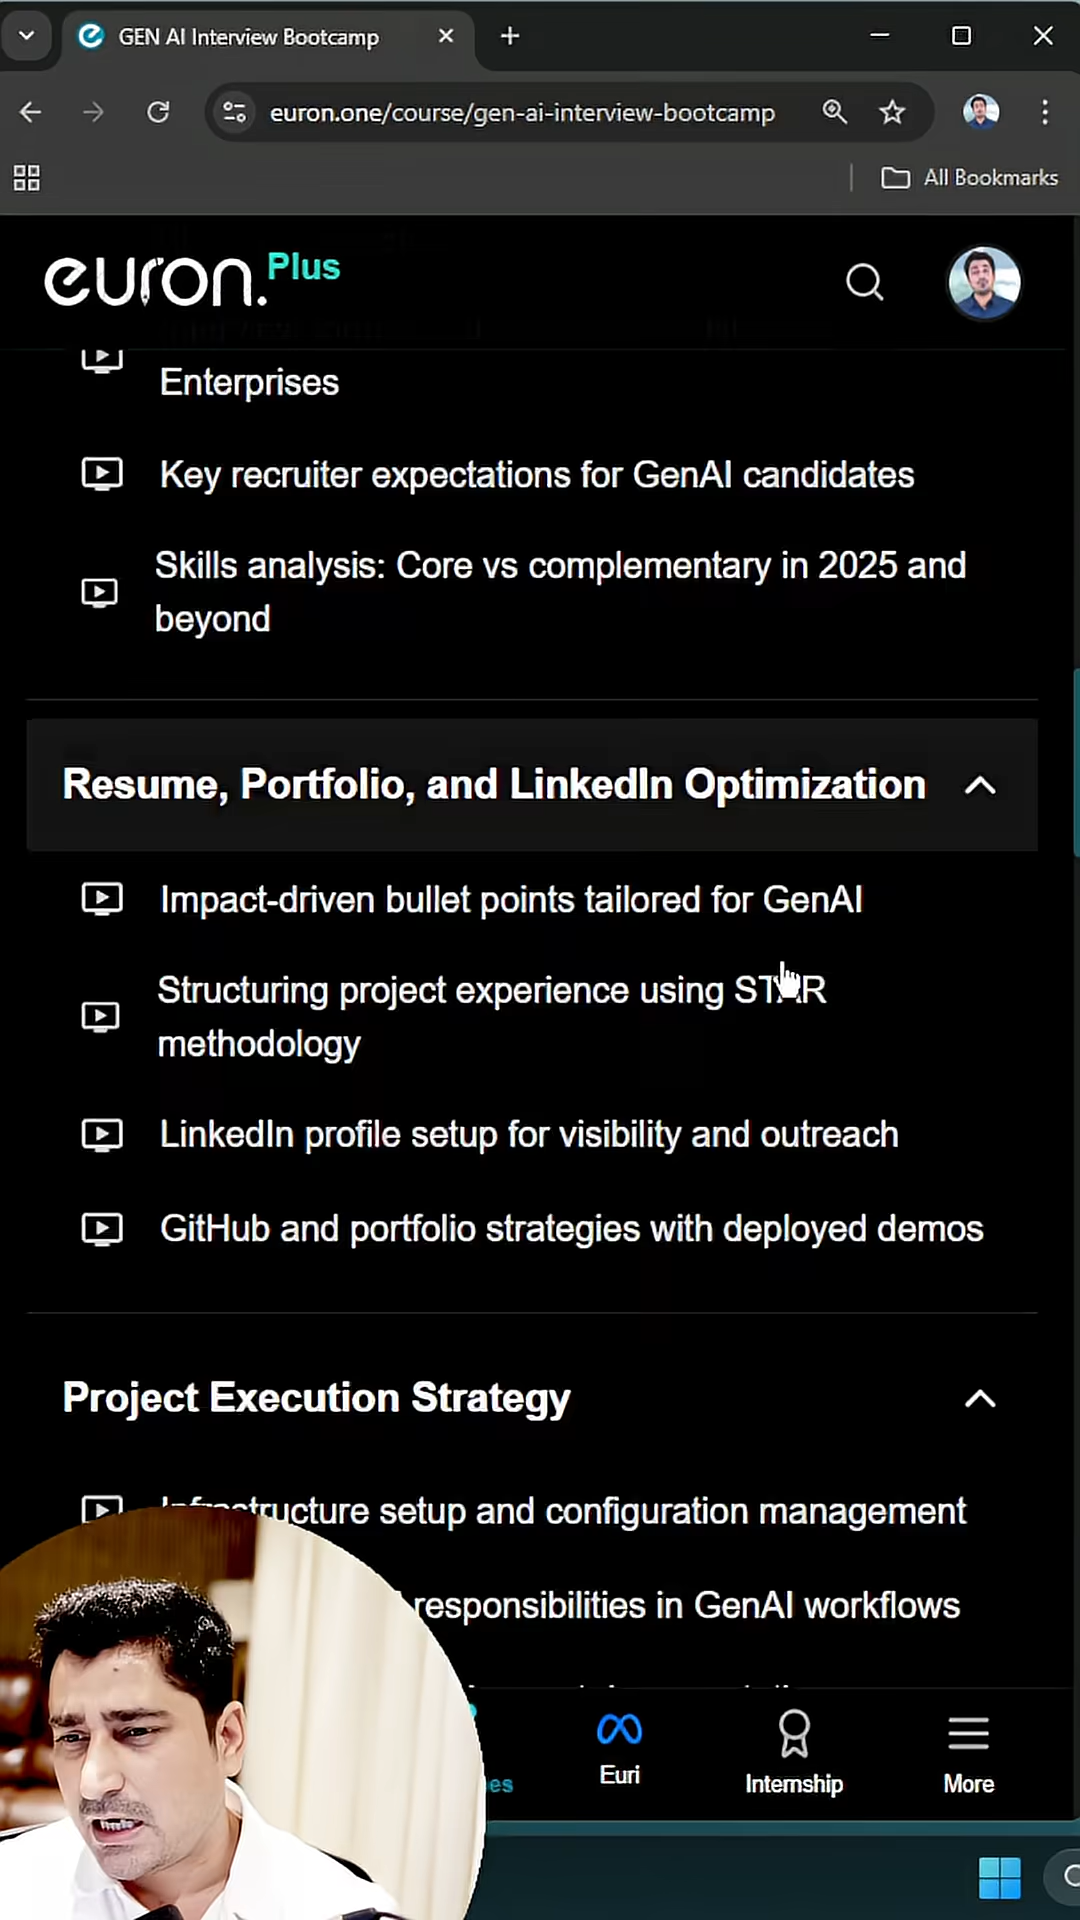 GEN AI Interview Bootcamp
euron.one/course/gen-ai-interview-bootcamp
All Bookmarks
euron. Plus
Enterprises
Key recruiter expectations for GenAI candidates
Skills analysis: Core vs complementary in 2025 and
beyond
Resume, Portfolio, and LinkedIn Optimization
Impact-driven bullet points tailored for GenAI
Structuring project experience using STAR
methodology
LinkedIn profile setup for visibility and outreach
GitHub and portfolio strategies with deployed demos
Project Execution Strategy
Infrastructure setup and configuration management
responsibilities in GenAI workflows
Euri
Internship
More